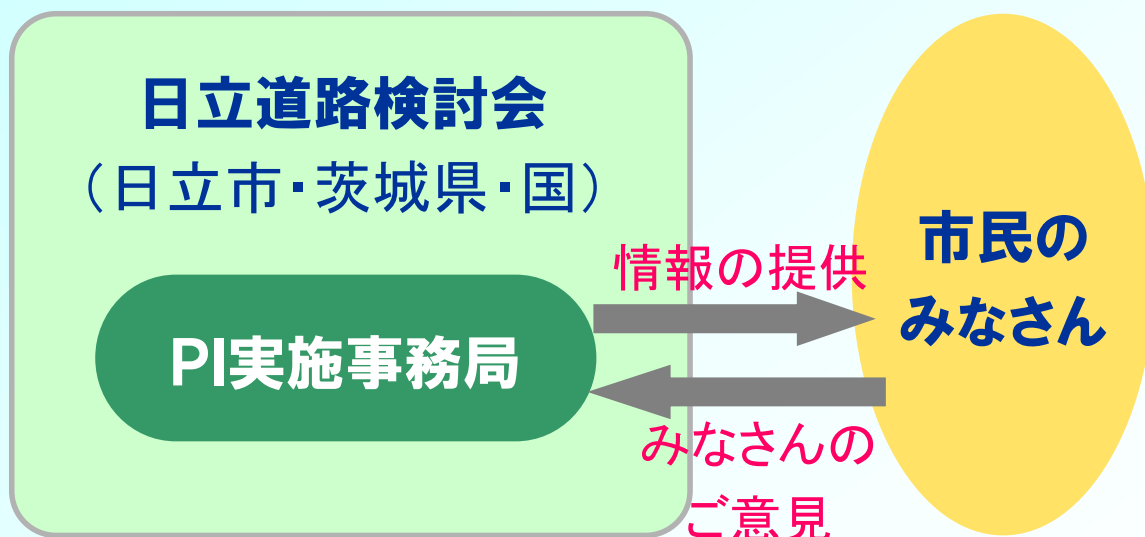 日立道路検討会
（日立市・茨城県・国）
情報の提供
市民の
みなさん
PI実施事務局
みなさんの
ご意見